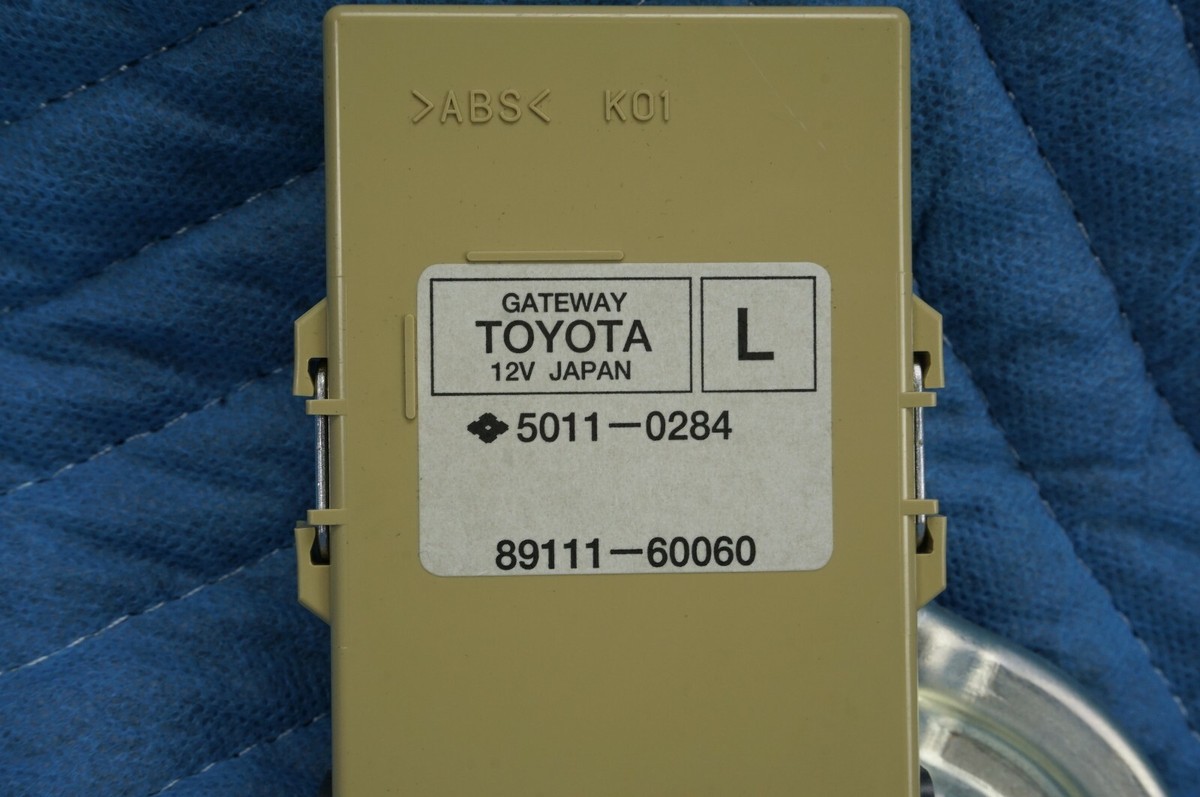 >ABS< K01
GATEWAY
TOYOTA
12V JAPAN
L
5011-0284
89111-60060